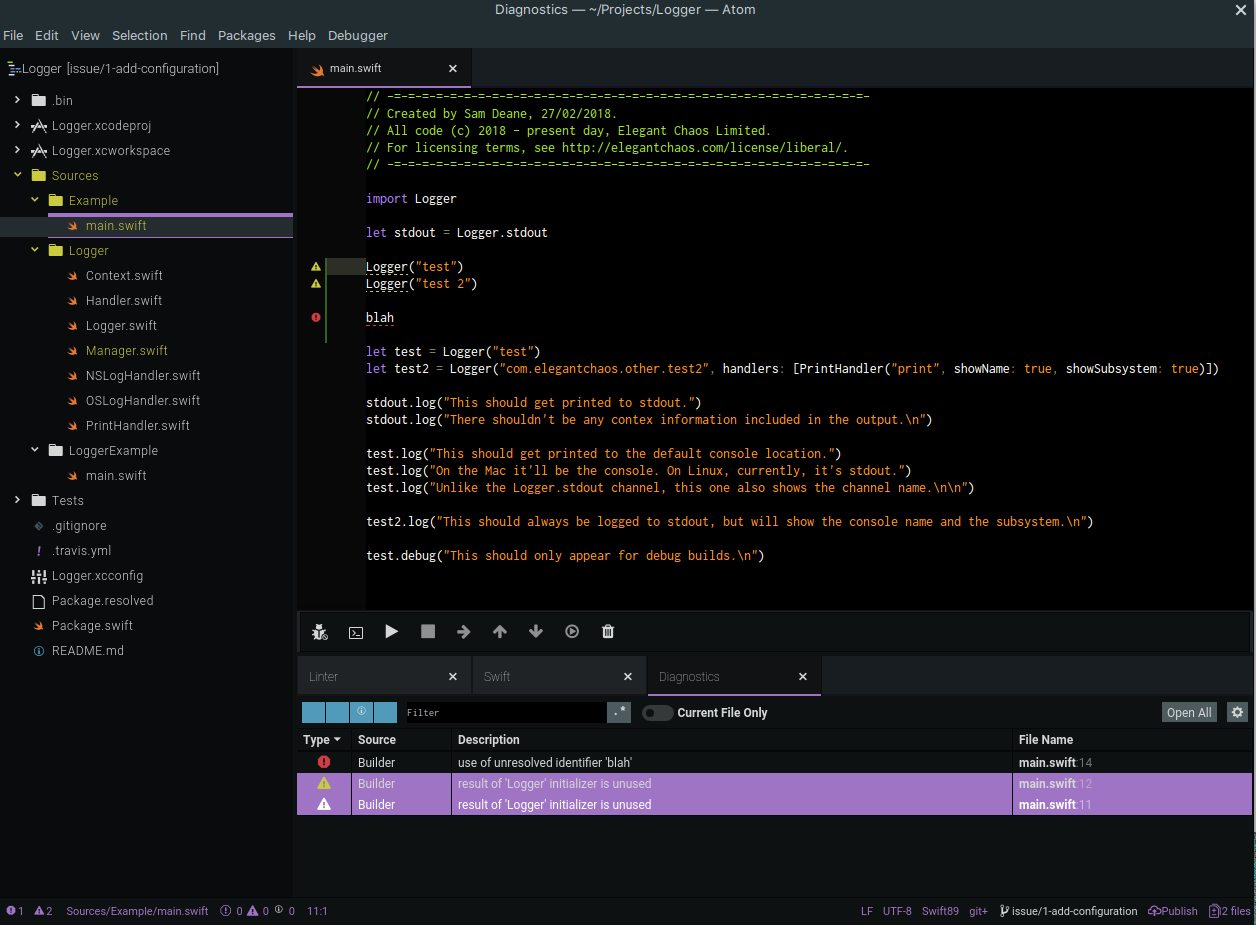 Diagnostics — ~/Projects/Logger — Atom
File Edit View Selection Find Packages Help Debugger
Logger [issue/1-add-configuration]
.bin
Logger.xcodeproj
Logger.xcworkspace
Sources
Example
main.swift
Logger
Context.swift
Handler.swift
Logger.swift
Manager.swift
NSLogHandler.swift
OSLogHandler.swift
PrintHandler.swift
LoggerExample
main.swift
Tests
.gitignore
.travis.yml
Logger.xcconfig
Package.resolved
Package.swift
README.md
main.swift
// -=-=-=-=-=-=-=-=-=-=-=-=-=-=-=-=-=-=-=-=-=-=-=-=-=-=-=-=-=-=-=-=-=-=-
// Created by Sam Deane, 27/02/2018.
// All code (c) 2018 - present day, Elegant Chaos Limited.
// For licensing terms, see http://elegantchaos.com/license/liberal/.
// -=-=-=-=-=-=-=-=-=-=-=-=-=-=-=-=-=-=-=-=-=-=-=-=-=-=-=-=-=-=-=-=-=-=-
import Logger
let stdout = Logger.stdout
Logger("test")
Logger("test 2")
blah
let test = Logger("test")
let test2 = Logger("com.elegantchaos.other.test2", handlers: [PrintHandler("print", showName: true, showSubsystem: true)])
stdout.log("This should get printed to stdout.")
stdout.log("There shouldn't be any contex information included in the output.\n")
test.log("This should get printed to the default console location.")
test.log("On the Mac it'll be the console. On Linux, currently, it's stdout.")
test.log("Unlike the Logger.stdout channel, this one also shows the channel name.\n\n")
test2.log("This should always be logged to stdout, but will show the console name and the subsystem.\n")
test.debug("This should only appear for debug builds.\n")
Linter Swift Diagnostics
Filter .* Current File Only Open All
Type Source Description File Name
Builder use of unresolved identifier 'blah' main.swift:14
Builder result of 'Logger' initializer is unused main.swift:12
Builder result of 'Logger' initializer is unused main.swift:11
1 2 Sources/Example/main.swift 0 0 0 11:1 LF UTF-8 Swift89 git+ issue/1-add-configuration Publish 2 files